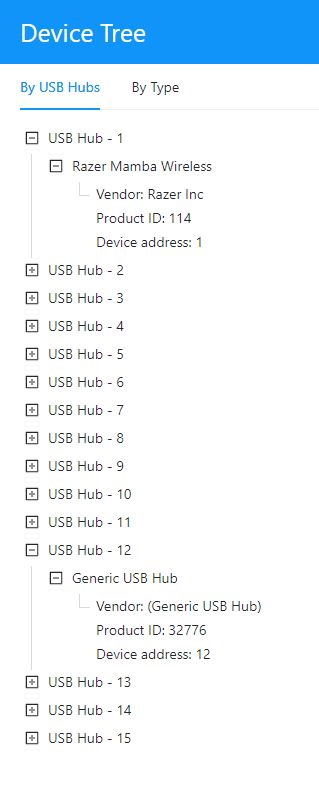 Device Tree
By USB Hubs By Type
USB Hub - 1
Razer Mamba Wireless
Vendor: Razer Inc
Product ID: 114
Device address: 1
USB Hub - 2
USB Hub - 3
USB Hub - 4
USB Hub - 5
USB Hub - 6
USB Hub - 7
USB Hub - 8
USB Hub - 9
USB Hub - 10
USB Hub - 11
USB Hub - 12
Generic USB Hub
Vendor: (Generic USB Hub)
Product ID: 32776
Device address: 12
USB Hub - 13
USB Hub - 14
USB Hub - 15